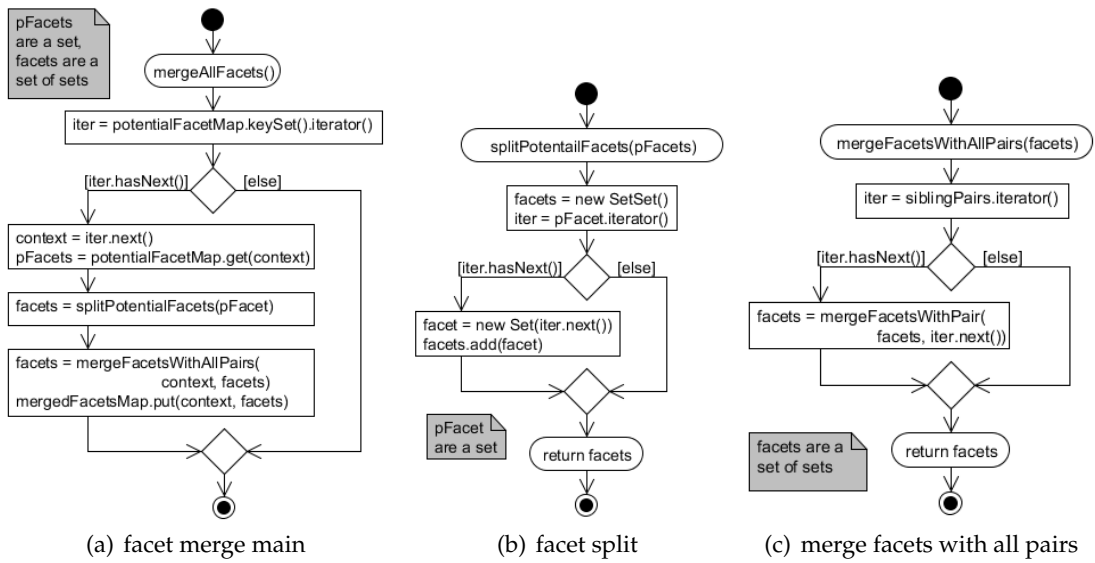 pFacets
are a set,
facets are a
set of sets
mergeAllFacets()
iter = potentialFacetMap.keySet().iterator()
[iter.hasNext()]
[else]
context = iter.next()
pFacets = potentialFacetMap.get(context)
facets = splitPotentialFacets(pFacet)
facets = mergeFacetsWithAllPairs(
context, facets)
mergedFacetsMap.put(context, facets)
(a) facet merge main
splitPotentailFacets(pFacets)
facets = new SetSet()
iter = pFacet.iterator()
[iter.hasNext()]
[else]
facet = new Set(iter.next())
facets.add(facet)
pFacet
are a set
return facets
(b) facet split
mergeFacetsWithAllPairs(facets)
iter = siblingPairs.iterator()
[iter.hasNext()]
[else]
facets = mergeFacetsWithPair(
facets, iter.next())
facets are a
set of sets
return facets
(c) merge facets with all pairs